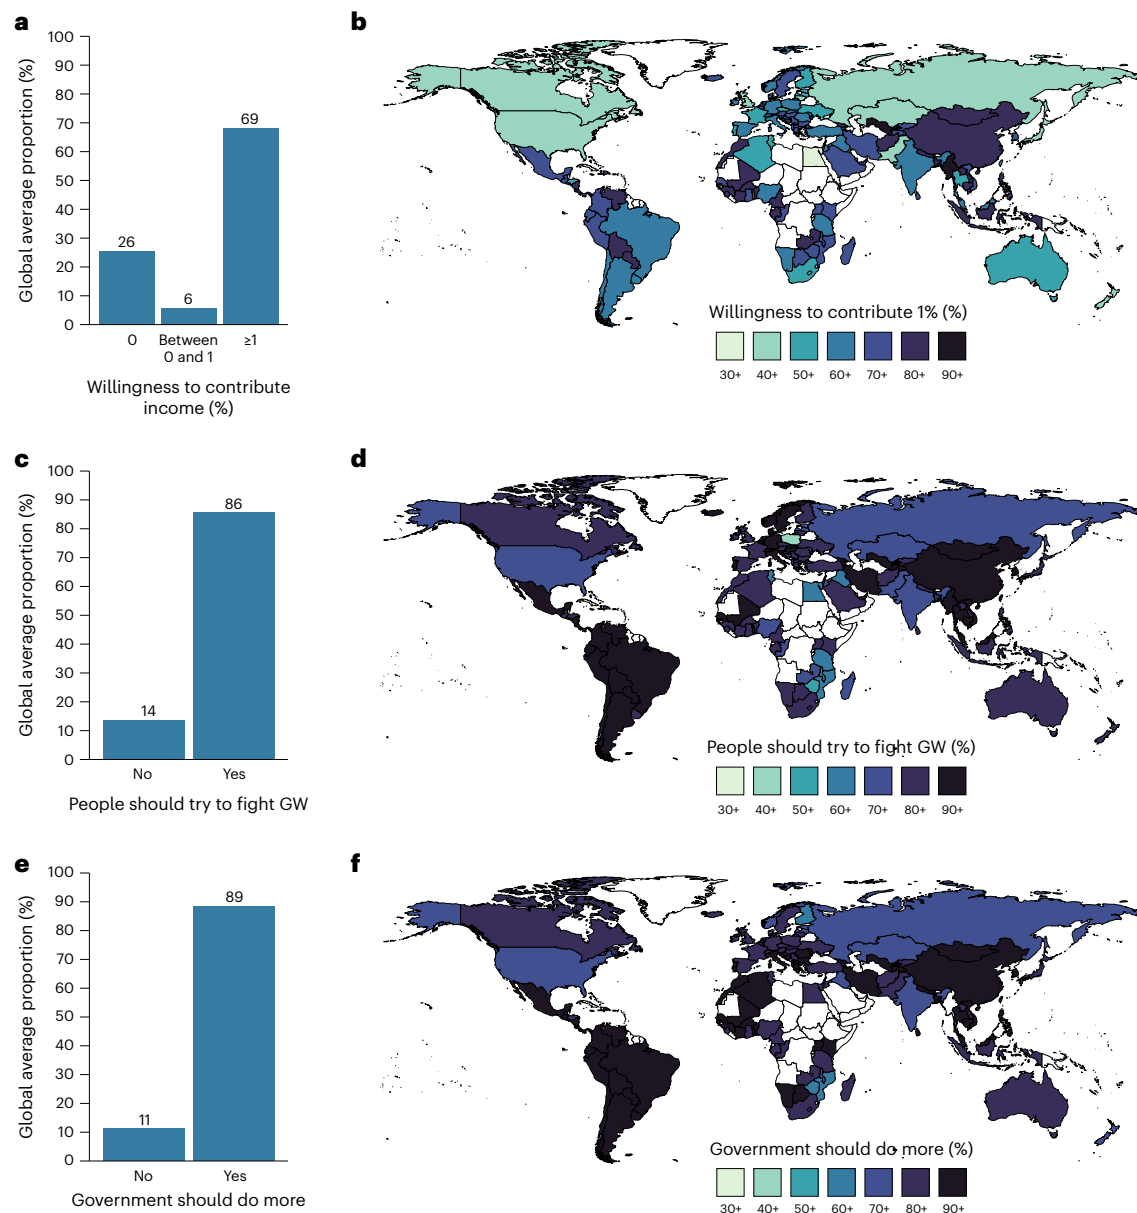 a
Global average proportion (%)
100
90
80
70
60
50
40
30
20
10
0
26
6
69
0
Between
0 and 1
≥1
Willingness to contribute
income (%)
b
Willingness to contribute 1% (%)
30+ 40+ 50+ 60+ 70+ 80+ 90+
c
Global average proportion (%)
100
90
80
70
60
50
40
30
20
10
0
14
86
No Yes
People should try to fight GW
d
People should try to fight GW (%)
30+ 40+ 50+ 60+ 70+ 80+ 90+
e
Global average proportion (%)
100
90
80
70
60
50
40
30
20
10
0
11
89
No Yes
Government should do more
f
Government should do more (%)
30+ 40+ 50+ 60+ 70+ 80+ 90+